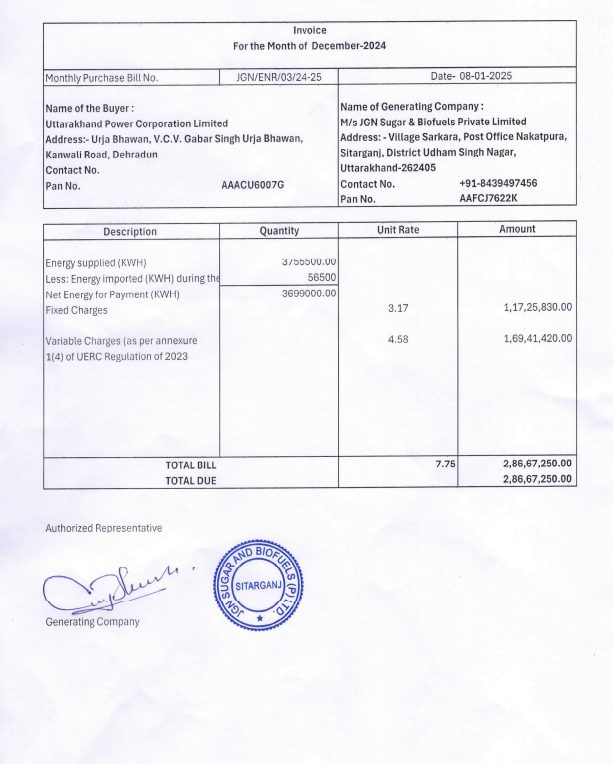 Invoice
For the Month of December-2024
Monthly Purchase Bill No. JGN/ENR/03/24-25 Date- 08-01-2025
Name of the Buyer :
Uttarakhand Power Corporation Limited
Address:- Urja Bhawan, V.C.V. Gabar Singh Urja Bhawan,
Kanwali Road, Dehradun
Contact No.
Pan No. AAACU6007G
Name of Generating Company :
M/s JGN Sugar & Biofuels Private Limited
Address: - Village Sarkara, Post Office Nakatpura,
Sitarganj, District Udham Singh Nagar,
Uttarakhand-262405
Contact No. +91-8439497456
Pan No. AAFCJ7622K
Description Quantity Unit Rate Amount
Energy supplied (KWH) 3755500.00
Less: Energy imported (KWH) during the 56500
Net Energy for Payment (KWH) 3699000.00
Fixed Charges 3.17 1,17,25,830.00
Variable Charges (as per annexure 4.58 1,69,41,420.00
1(4) of UERC Regulation of 2023
TOTAL BILL 7.75 2,86,67,250.00
TOTAL DUE 2,86,67,250.00
Authorized Representative
JGN SUGAR AND BIOFUELS (P) LTD.
SITARGANJ
Generating Company